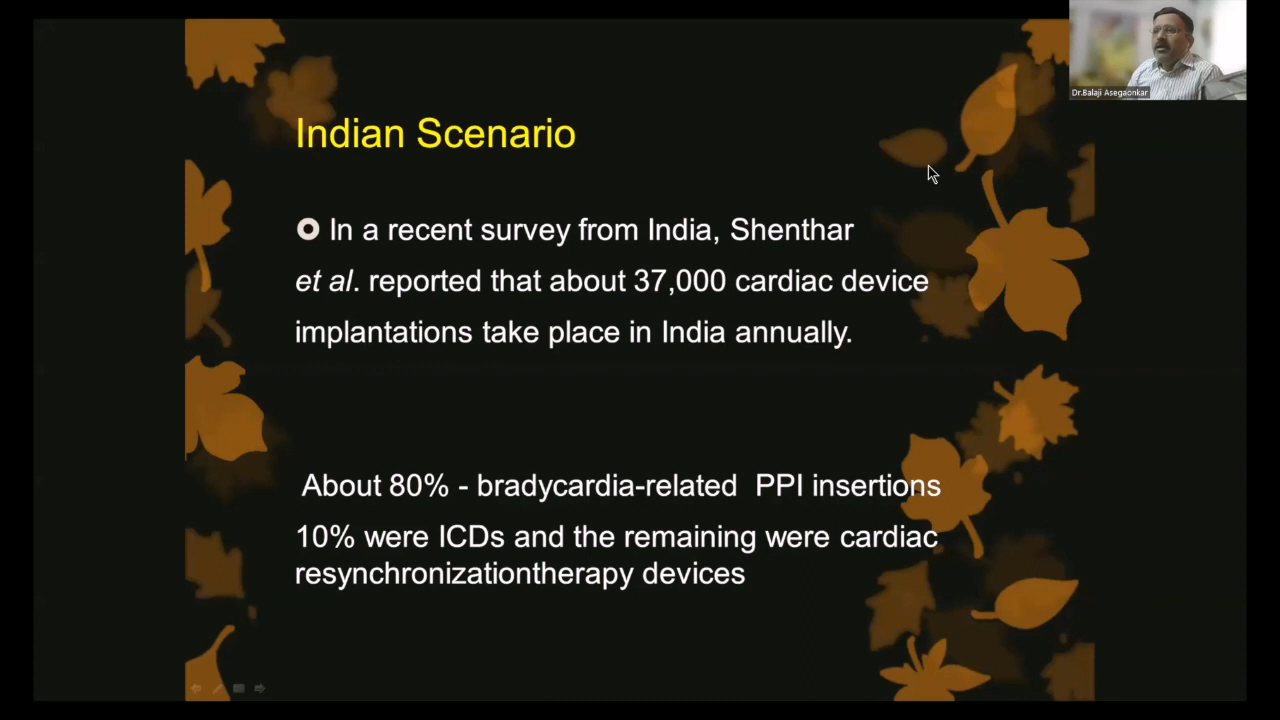 Dr.Balaji Asegaonkar
Indian Scenario
In a recent survey from India, Shenthar
et al. reported that about 37,000 cardiac device
implantations take place in India annually.
About 80% - bradycardia-related  PPI insertions
10% were ICDs and the remaining were cardiac
resynchronizationtherapy devices